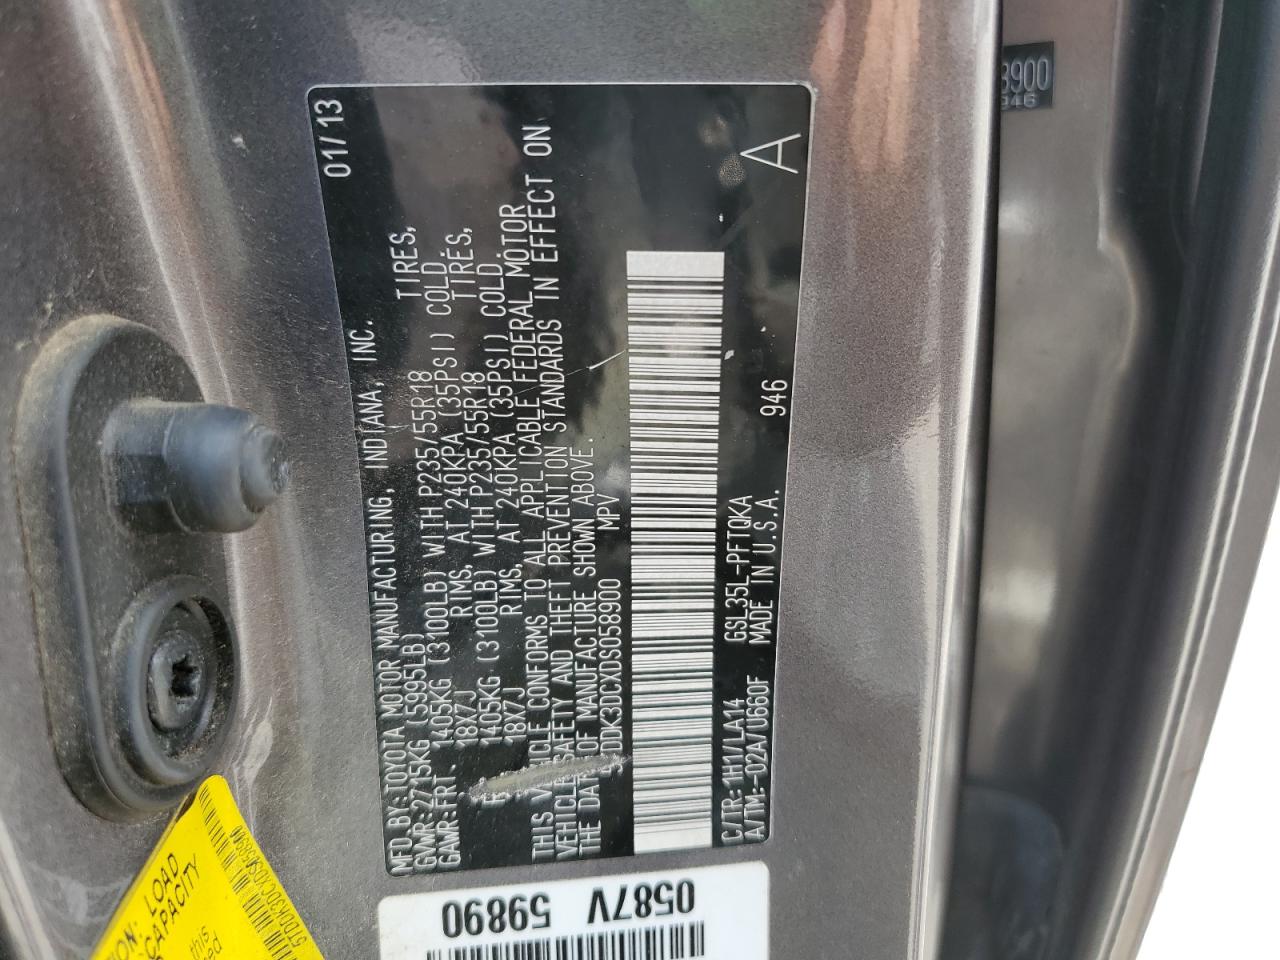 MFD.BY:TOYOTA MOTOR MANUFACTURING, INDIANA, INC. 01/13
GVWR:2715KG (5995LB)
GAWR:FRT. 1405KG (3100LB) WITH P235/55R18 TIRES,
18X7J RIMS, AT 240KPA (35PSI) COLD.
1405KG (3100LB) WITH P235/55R18 TIRES,
18X7J RIMS, AT 240KPA (35PSI) COLD.
THIS VEHICLE CONFORMS TO ALL APPLICABLE FEDERAL MOTOR
VEHICLE SAFETY AND THEFT PREVENTION STANDARDS IN EFFECT ON
THE DATE OF MANUFACTURE SHOWN ABOVE.
5TDDK3DCXDS058900 MPV
C/TR:1H1/LA14 GSL35L-PFTQKA
A/TM:-02A/U660F MADE IN U.S.A. 946
A
0587V
59890
8900
946
LOAD
CAPACITY
this
5TDDK3DCXDS058900